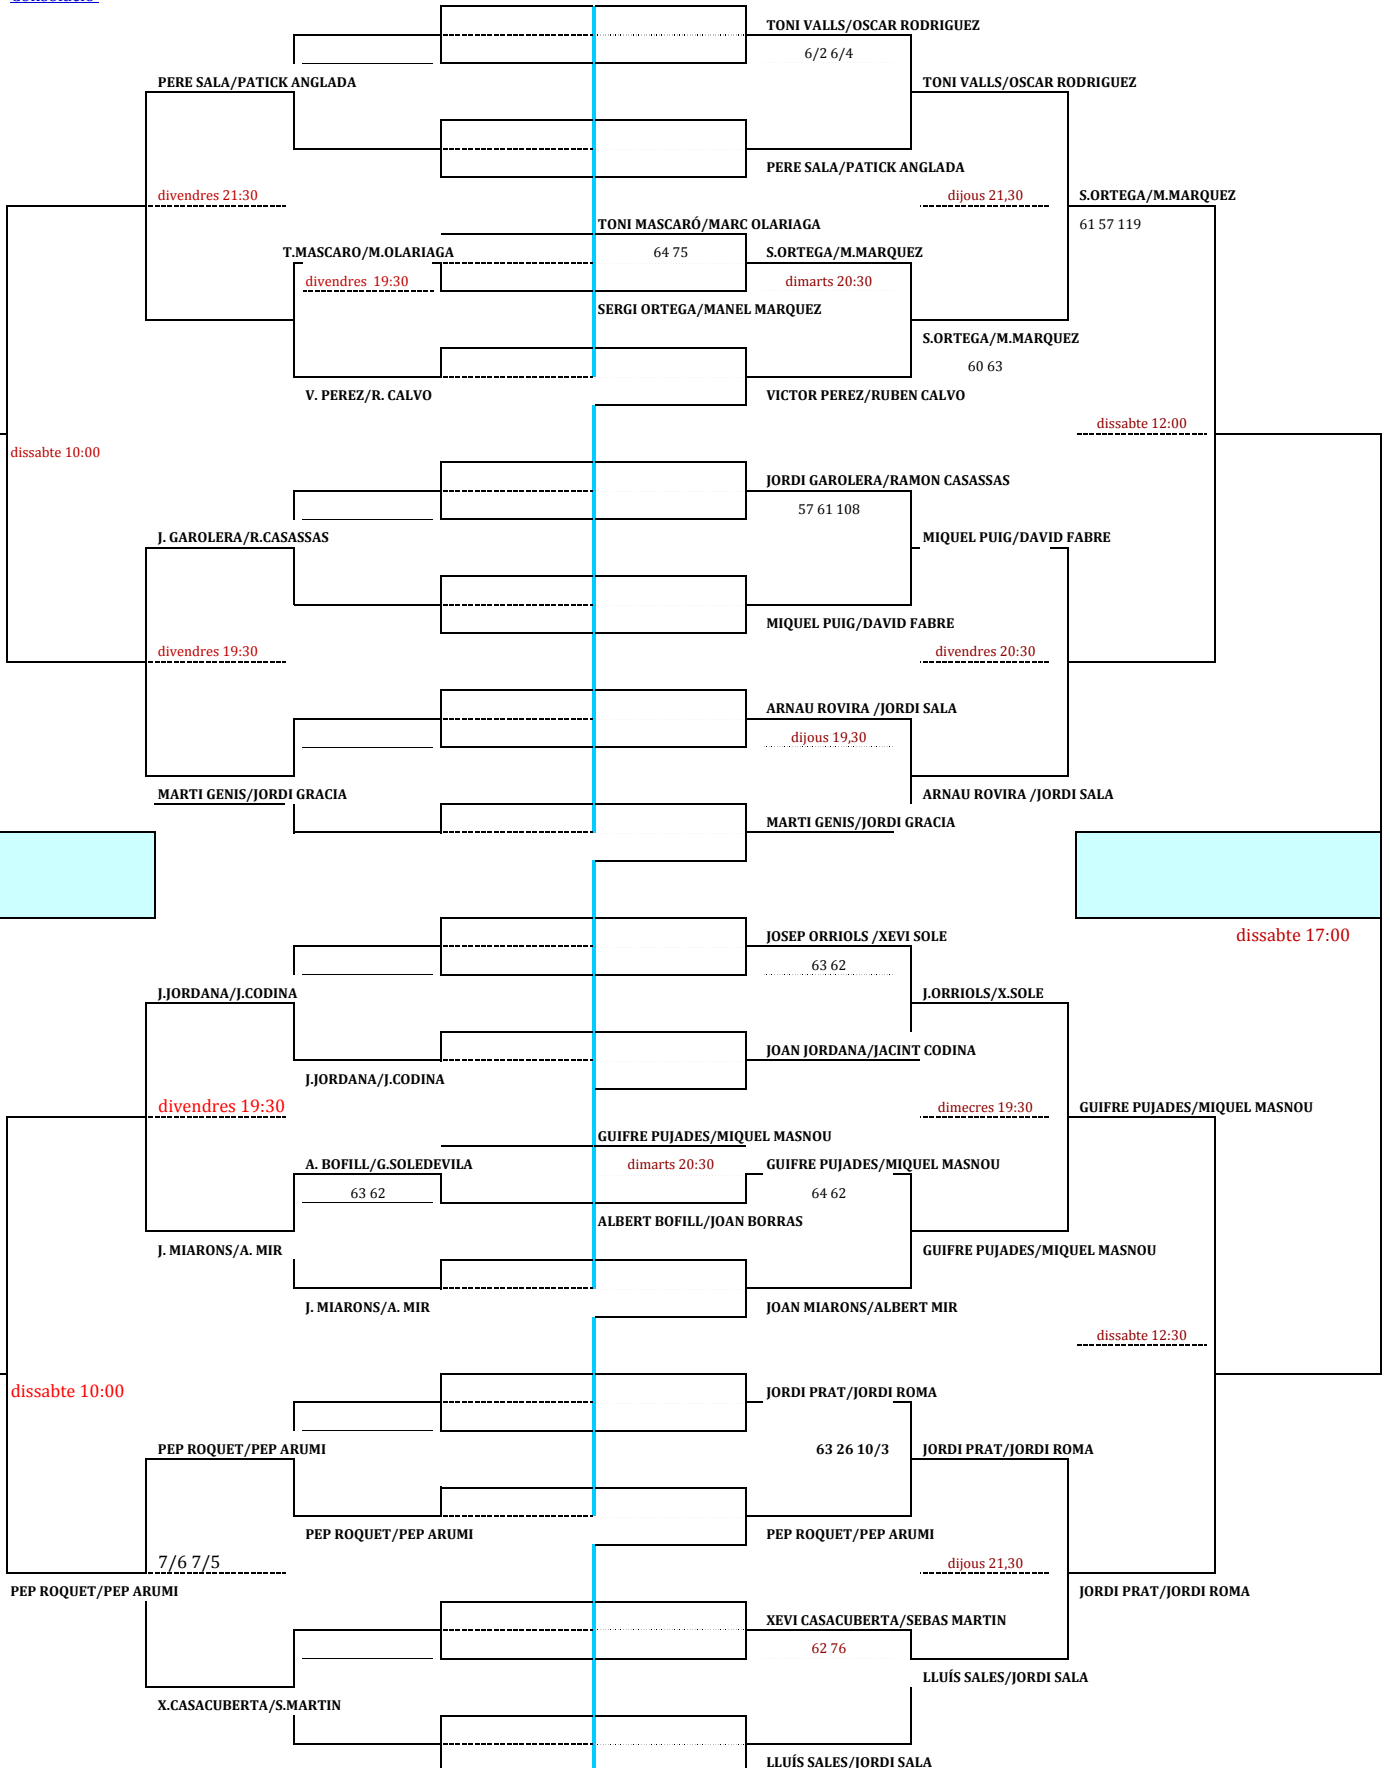 TONI VALLS/OSCAR RODRIGUEZ
6/2 6/4
PERE SALA/PATICK ANGLADA
TONI VALLS/OSCAR RODRIGUEZ
PERE SALA/PATICK ANGLADA
divendres 21:30
dijous 21,30
S.ORTEGA/M.MARQUEZ
TONI MASCARÓ/MARC OLARIAGA
61 57 119
T.MASCARO/M.OLARIAGA
64 75
S.ORTEGA/M.MARQUEZ
divendres 19:30
dimarts 20:30
SERGI ORTEGA/MANEL MARQUEZ
S.ORTEGA/M.MARQUEZ
60 63
V. PEREZ/R. CALVO
VICTOR PEREZ/RUBEN CALVO
dissabte 12:00
dissabte 10:00
JORDI GAROLERA/RAMON CASASSAS
57 61 108
J. GAROLERA/R.CASASSAS
MIQUEL PUIG/DAVID FABRE
MIQUEL PUIG/DAVID FABRE
divendres 19:30
divendres 20:30
ARNAU ROVIRA /JORDI SALA
dijous 19,30
MARTI GENIS/JORDI GRACIA
ARNAU ROVIRA /JORDI SALA
MARTI GENIS/JORDI GRACIA
JOSEP ORRIOLS /XEVI SOLE
dissabte 17:00
63 62
J.JORDANA/J.CODINA
J.ORRIOLS/X.SOLE
JOAN JORDANA/JACINT CODINA
J.JORDANA/J.CODINA
divendres 19:30
dimecres 19:30
GUIFRE PUJADES/MIQUEL MASNOU
GUIFRE PUJADES/MIQUEL MASNOU
A. BOFILL/G.SOLEDEVILA
dimarts 20:30
GUIFRE PUJADES/MIQUEL MASNOU
63 62
64 62
ALBERT BOFILL/JOAN BORRAS
J. MIARONS/A. MIR
GUIFRE PUJADES/MIQUEL MASNOU
J. MIARONS/A. MIR
JOAN MIARONS/ALBERT MIR
dissabte 12:30
dissabte 10:00
JORDI PRAT/JORDI ROMA
PEP ROQUET/PEP ARUMI
63 26 10/3
JORDI PRAT/JORDI ROMA
PEP ROQUET/PEP ARUMI
PEP ROQUET/PEP ARUMI
7/6 7/5
dijous 21,30
PEP ROQUET/PEP ARUMI
JORDI PRAT/JORDI ROMA
XEVI CASACUBERTA/SEBAS MARTIN
62 76
LLUÍS SALES/JORDI SALA
X.CASACUBERTA/S.MARTIN
LLUÍS SALES/JORDI SALA